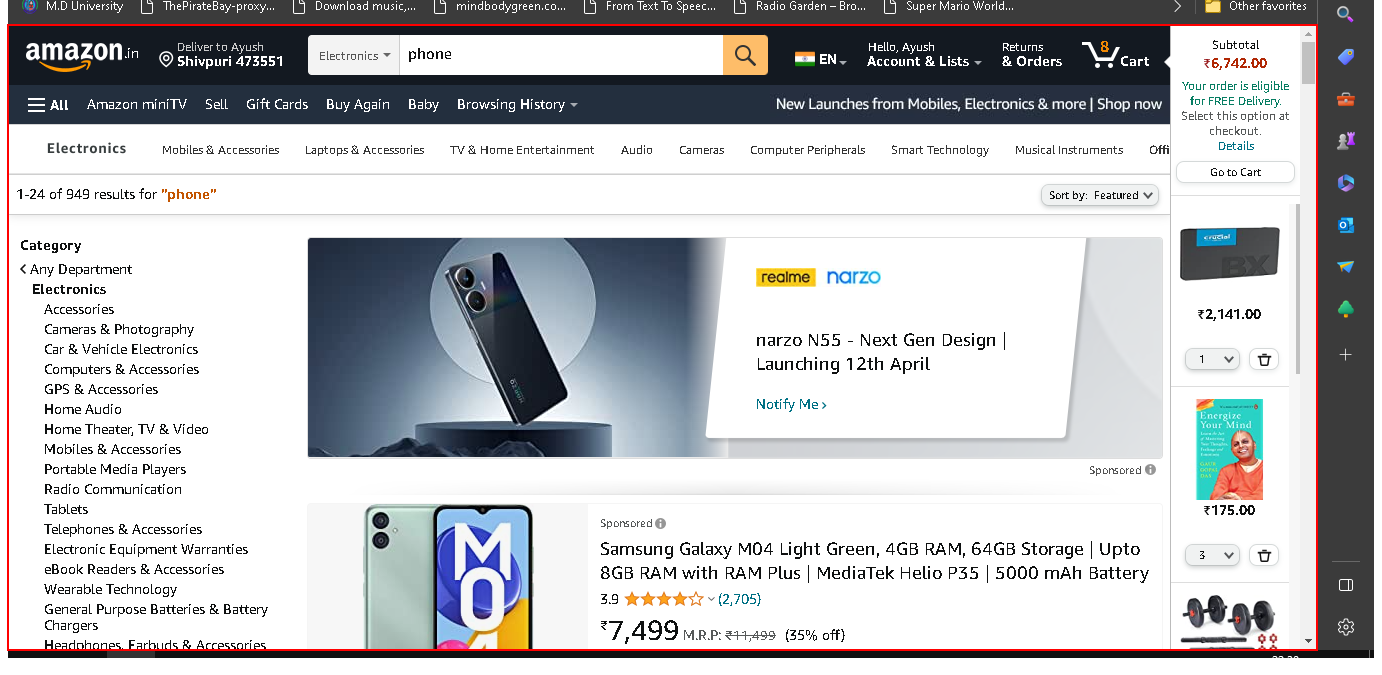 M.D University
ThePirateBay-proxy...
Download music,...
mindbodygreen.co...
From Text To Speec...
Radio Garden – Bro...
Super Mario World...
Other favorites
amazon.in
Deliver to Ayush
Shivpuri 473551
Electronics
phone
EN
Hello, Ayush
Account & Lists
Returns
& Orders
8
Cart
All
Amazon miniTV
Sell
Gift Cards
Buy Again
Baby
Browsing History
New Launches from Mobiles, Electronics & more | Shop now
Electronics
Mobiles & Accessories
Laptops & Accessories
TV & Home Entertainment
Audio
Cameras
Computer Peripherals
Smart Technology
Musical Instruments
Offi
1-24 of 949 results for "phone"
Sort by: Featured
Category
Any Department
Electronics
Accessories
Cameras & Photography
Car & Vehicle Electronics
Computers & Accessories
GPS & Accessories
Home Audio
Home Theater, TV & Video
Mobiles & Accessories
Portable Media Players
Radio Communication
Tablets
Telephones & Accessories
Electronic Equipment Warranties
eBook Readers & Accessories
Wearable Technology
General Purpose Batteries & Battery
Chargers
Headphones, Earbuds & Accessories
realme narzo
narzo N55 - Next Gen Design |
Launching 12th April
Notify Me ›
Sponsored
MO4
Sponsored
Samsung Galaxy M04 Light Green, 4GB RAM, 64GB Storage | Upto
8GB RAM with RAM Plus | MediaTek Helio P35 | 5000 mAh Battery
3.9 (2,705)
₹7,499 M.R.P: ₹11,499 (35% off)
Subtotal
₹6,742.00
Your order is eligible
for FREE Delivery.
Select this option at
checkout.
Details
Go to Cart
crucial
BX
₹2,141.00
1
Energize
Your Mind
GAUR
GOPAL
DAS
₹175.00
3